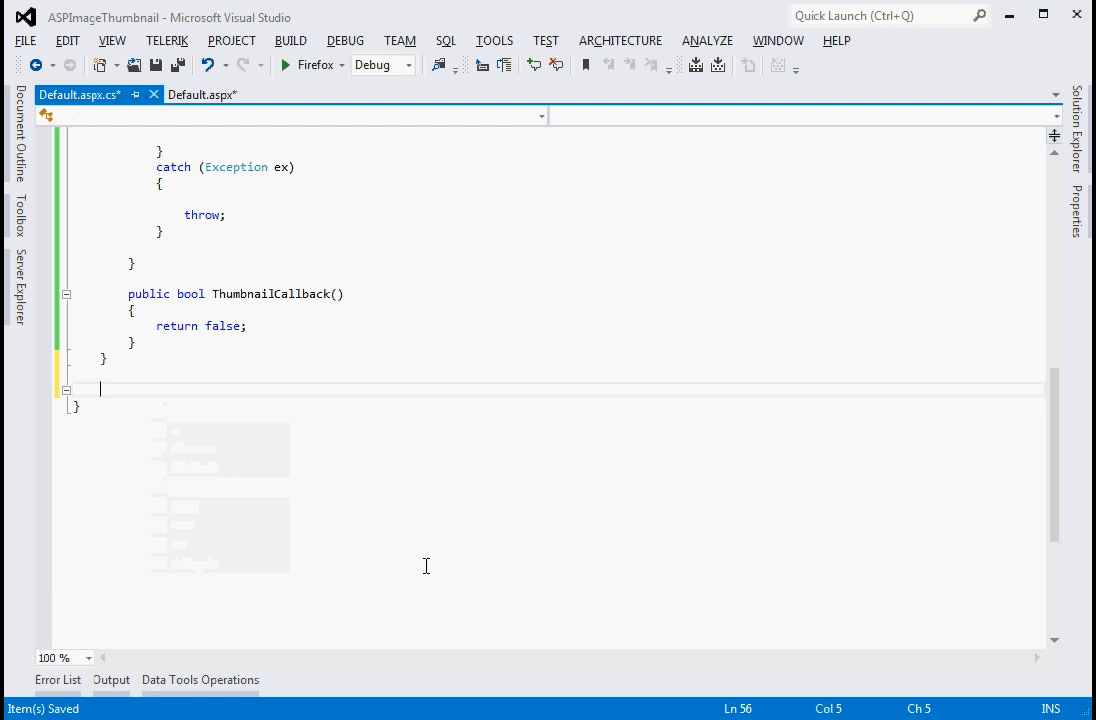 ASPImageThumbnail - Microsoft Visual Studio
Quick Launch (Ctrl+Q)
FILE EDIT VIEW TELERIK PROJECT BUILD DEBUG TEAM SQL TOOLS TEST ARCHITECTURE ANALYZE WINDOW HELP
Firefox Debug
Default.aspx.cs* Default.aspx*
Document Outline
Toolbox
Server Explorer
Solution Explorer
Properties
}
catch (Exception ex)
{
throw;
}
}
public bool ThumbnailCallback()
{
return false;
}
}
}
100 %
Error List Output Data Tools Operations
Item(s) Saved Ln 56 Col 5 Ch 5 INS